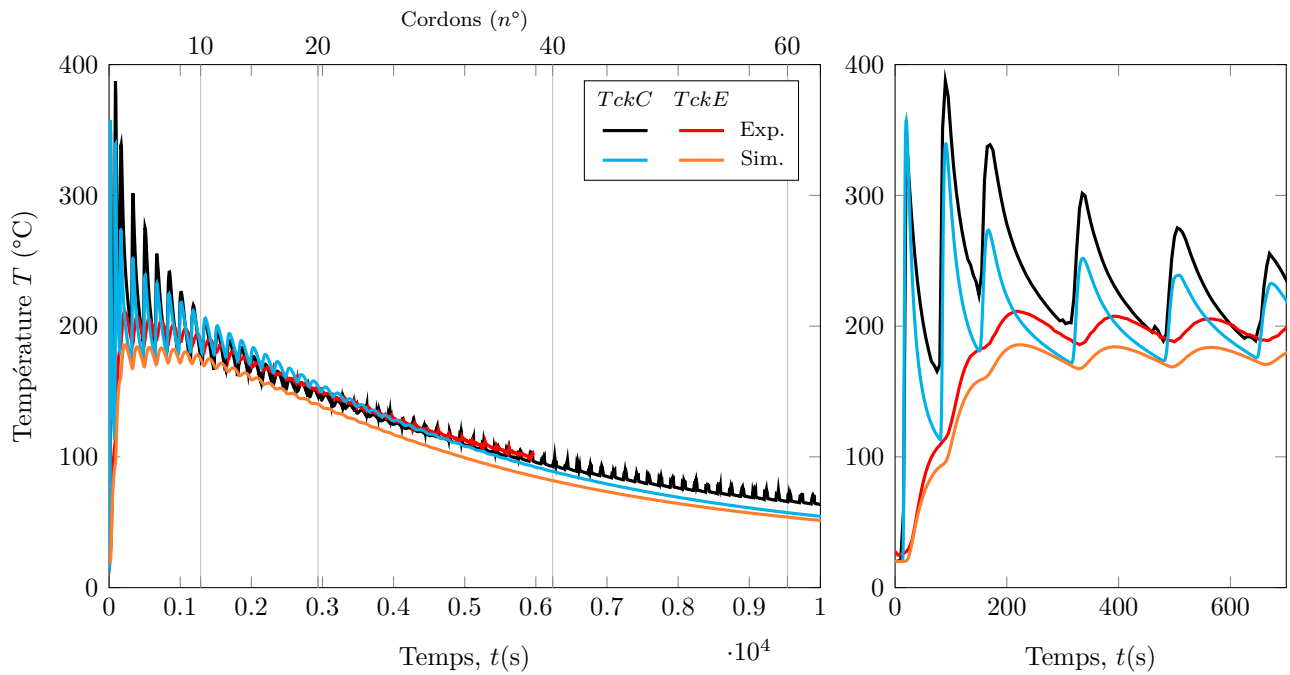 Cordons (n°)
10 20 40 60
Température T (°C)
400
300
200
100
0
TckC TckE
Exp.
Sim.
0 0.1 0.2 0.3 0.4 0.5 0.6 0.7 0.8 0.9 1
·10⁴
Temps, t(s)
400
300
200
100
0
0 200 400 600
Temps, t(s)